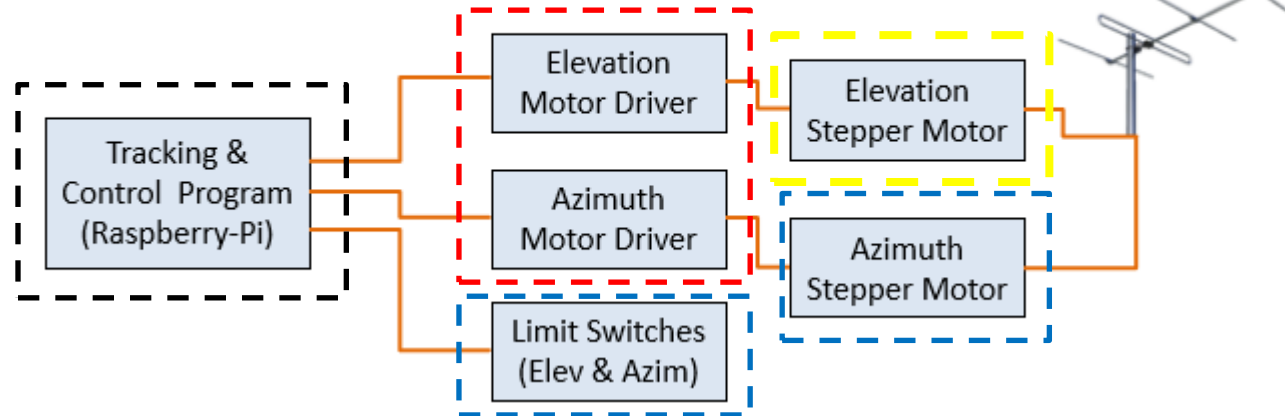 Tracking &
Control Program
(Raspberry-Pi)
Elevation
Motor Driver
Azimuth
Motor Driver
Limit Switches
(Elev & Azim)
Elevation
Stepper Motor
Azimuth
Stepper Motor